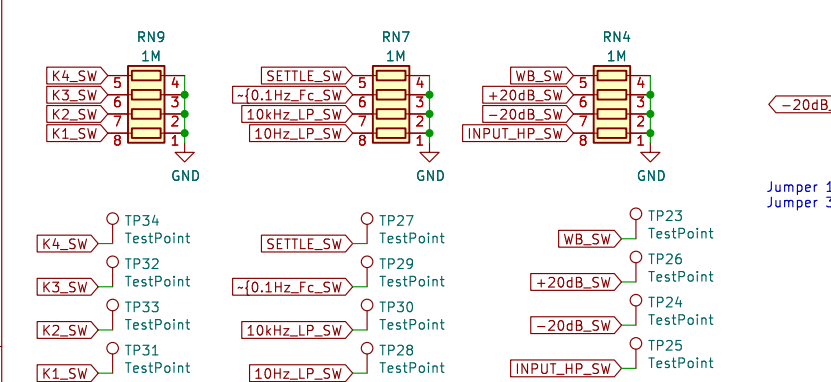 RN9 RN7 RN4
1M 1M 1M
K4_SW 5 4 SETTLE_SW 5 4 WB_SW 5 4
K3_SW 6 3 ~{0.1Hz_Fc_SW 6 3 +20dB_SW 6 3 -20dB_
K2_SW 7 2 10kHz_LP_SW 7 2 -20dB_SW 7 2
K1_SW 8 1 10Hz_LP_SW 8 1 INPUT_HP_SW 8 1
GND GND GND
Jumper 1
Jumper 3
TP34 TP27 TP23
TestPoint TestPoint TestPoint
K4_SW SETTLE_SW WB_SW
TP32 TP29 TP26
TestPoint TestPoint TestPoint
K3_SW ~{0.1Hz_Fc_SW +20dB_SW
TP33 TP30 TP24
TestPoint TestPoint TestPoint
K2_SW 10kHz_LP_SW -20dB_SW
TP31 TP28 TP25
TestPoint TestPoint TestPoint
K1_SW 10Hz_LP_SW INPUT_HP_SW